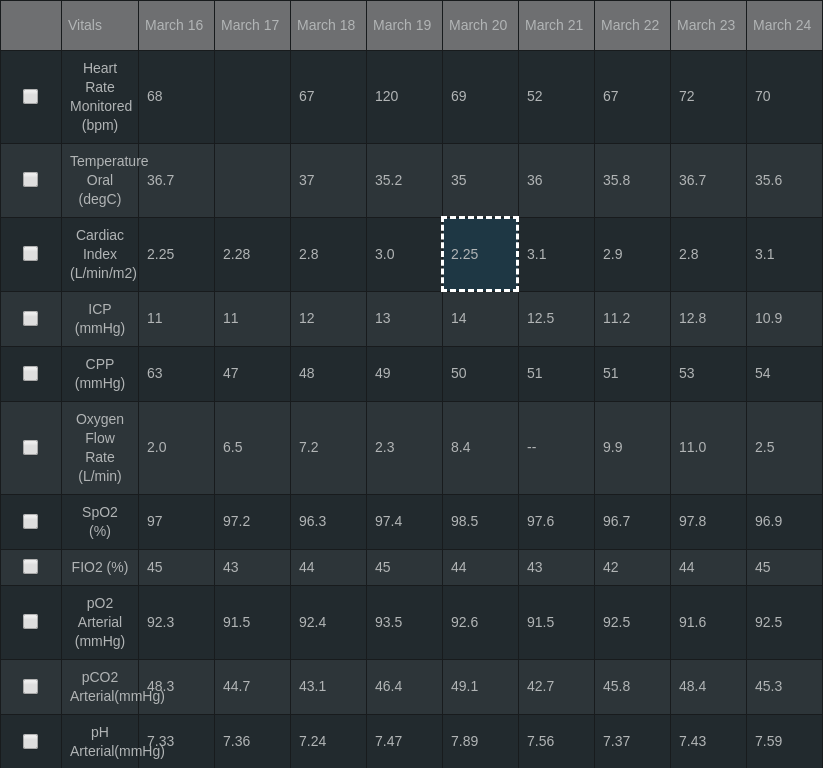 Vitals March 16 March 17 March 18 March 19 March 20 March 21 March 22 March 23 March 24
Heart
Rate
Monitored
(bpm)
68 67 120 69 52 67 72 70
Temperature
Oral
(degC)
36.7 37 35.2 35 36 35.8 36.7 35.6
Cardiac
Index
(L/min/m2)
2.25 2.28 2.8 3.0 2.25 3.1 2.9 2.8 3.1
ICP
(mmHg)
11 11 12 13 14 12.5 11.2 12.8 10.9
CPP
(mmHg)
63 47 48 49 50 51 51 53 54
Oxygen
Flow
Rate
(L/min)
2.0 6.5 7.2 2.3 8.4 -- 9.9 11.0 2.5
SpO2
(%)
97 97.2 96.3 97.4 98.5 97.6 96.7 97.8 96.9
FIO2 (%) 45 43 44 45 44 43 42 44 45
pO2
Arterial
(mmHg)
92.3 91.5 92.4 93.5 92.6 91.5 92.5 91.6 92.5
pCO2
Arterial(mmHg)
48.3 44.7 43.1 46.4 49.1 42.7 45.8 48.4 45.3
pH
Arterial(mmHg)
7.33 7.36 7.24 7.47 7.89 7.56 7.37 7.43 7.59